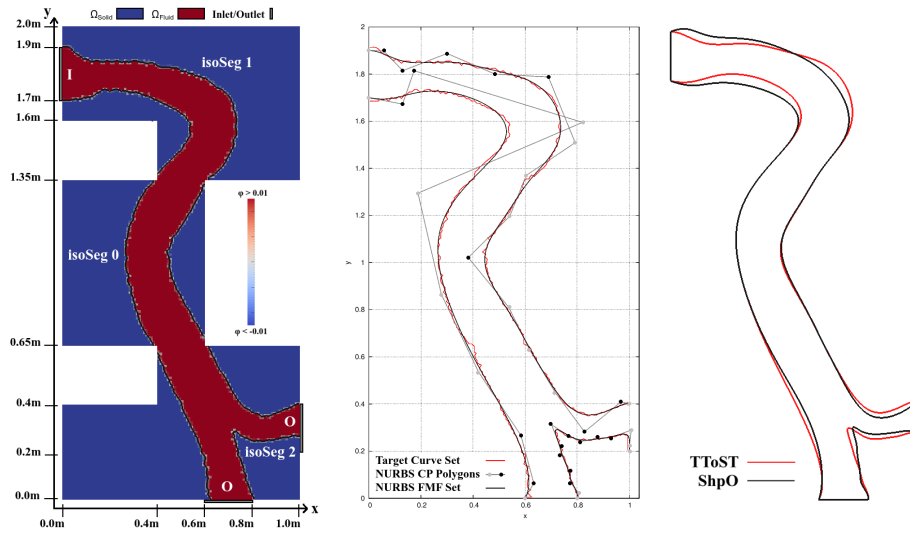 Ω_Solid Ω_Fluid Inlet/Outlet
y
2.0m
1.9m
I
isoSeg 1
1.7m
1.6m
1.35m
φ > 0.01
isoSeg 0
φ < -0.01
0.65m
0.4m
O
isoSeg 2
0.2m
O
0.0m
x
0.0m 0.4m 0.6m 0.8m 1.0m
2
1.8
1.6
1.4
1.2
y
1
0.8
0.6
0.4
0.2
0
Target Curve Set
NURBS CP Polygons
NURBS FMF Set
0 0.2 0.4 0.6 0.8 1
x
TToST
ShpO